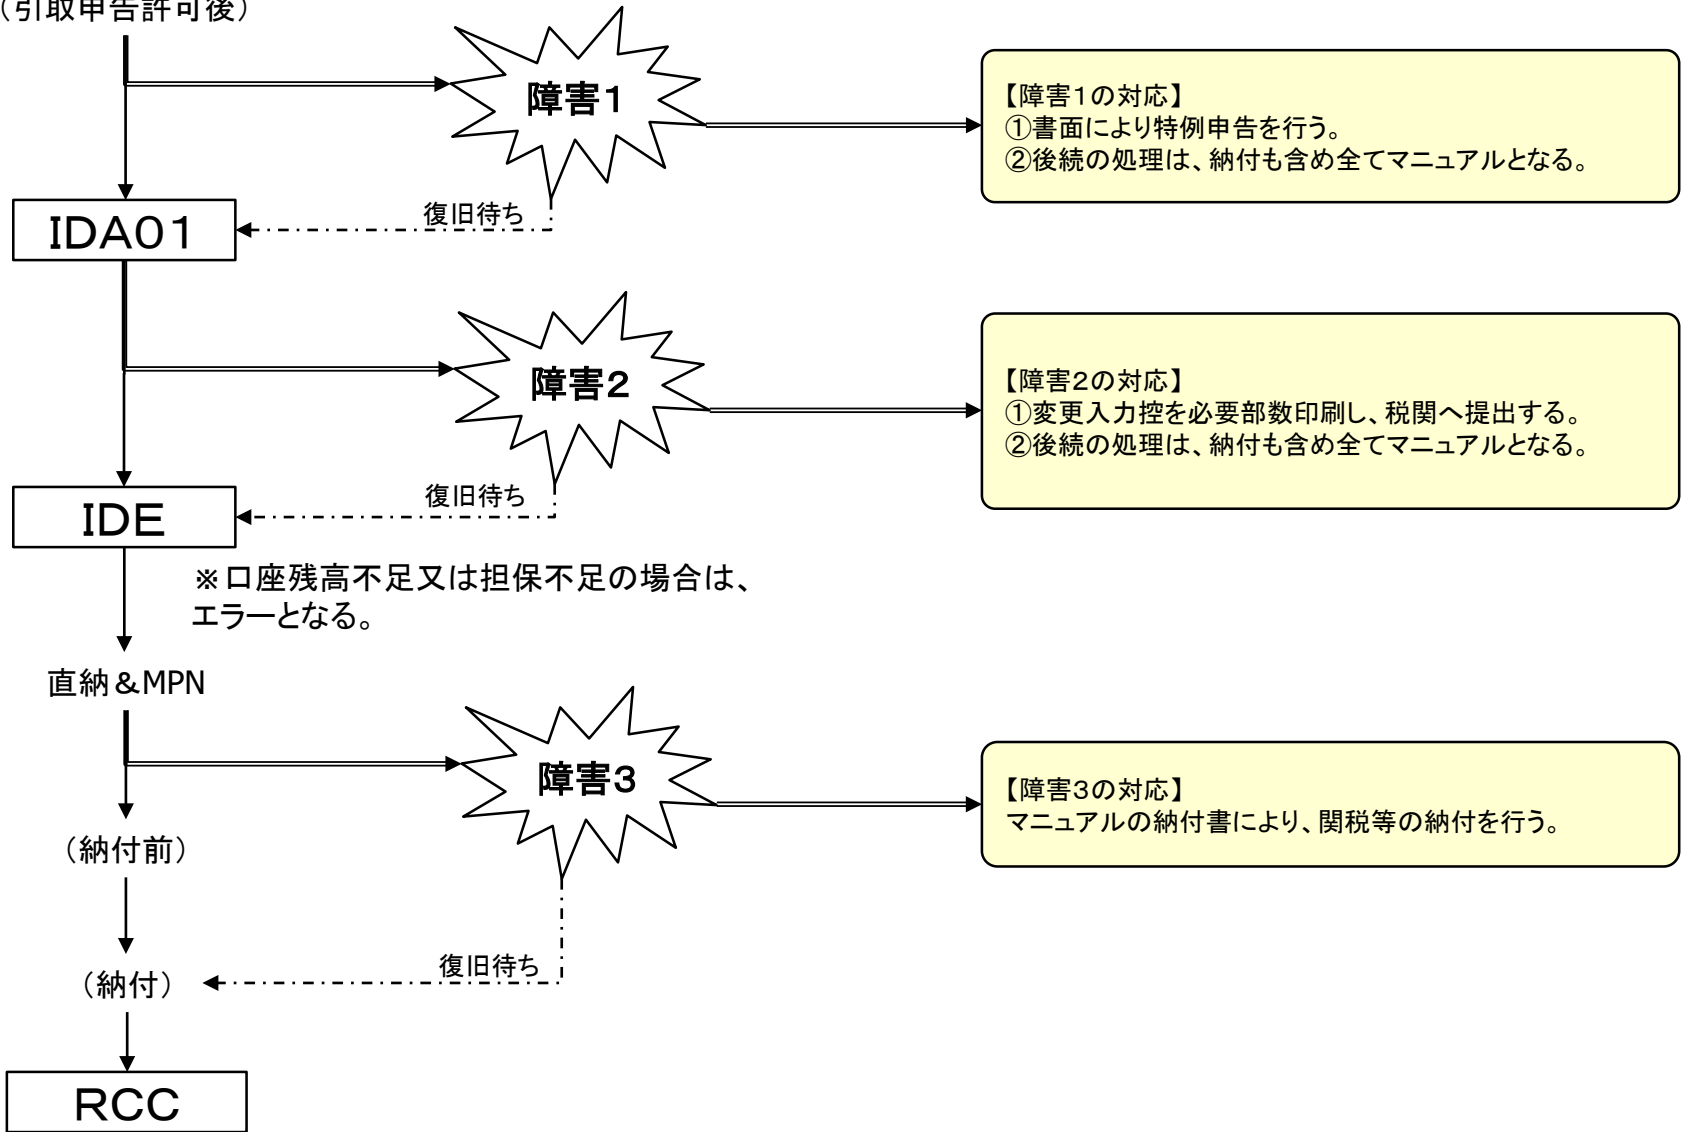 （引取申告許可後）
障害１
【障害１の対応】
①書面により特例申告を行う。
②後続の処理は、納付も含め全てマニュアルとなる。
復旧待ち
ＩＤＡ０１
障害２
【障害２の対応】
①変更入力控を必要部数印刷し、税関へ提出する。
②後続の処理は、納付も含め全てマニュアルとなる。
復旧待ち
ＩＤＥ
※口座残高不足又は担保不足の場合は、
エラーとなる。
直納＆MPN
障害３
【障害３の対応】
マニュアルの納付書により、関税等の納付を行う。
（納付前）
復旧待ち
（納付）
ＲＣＣ